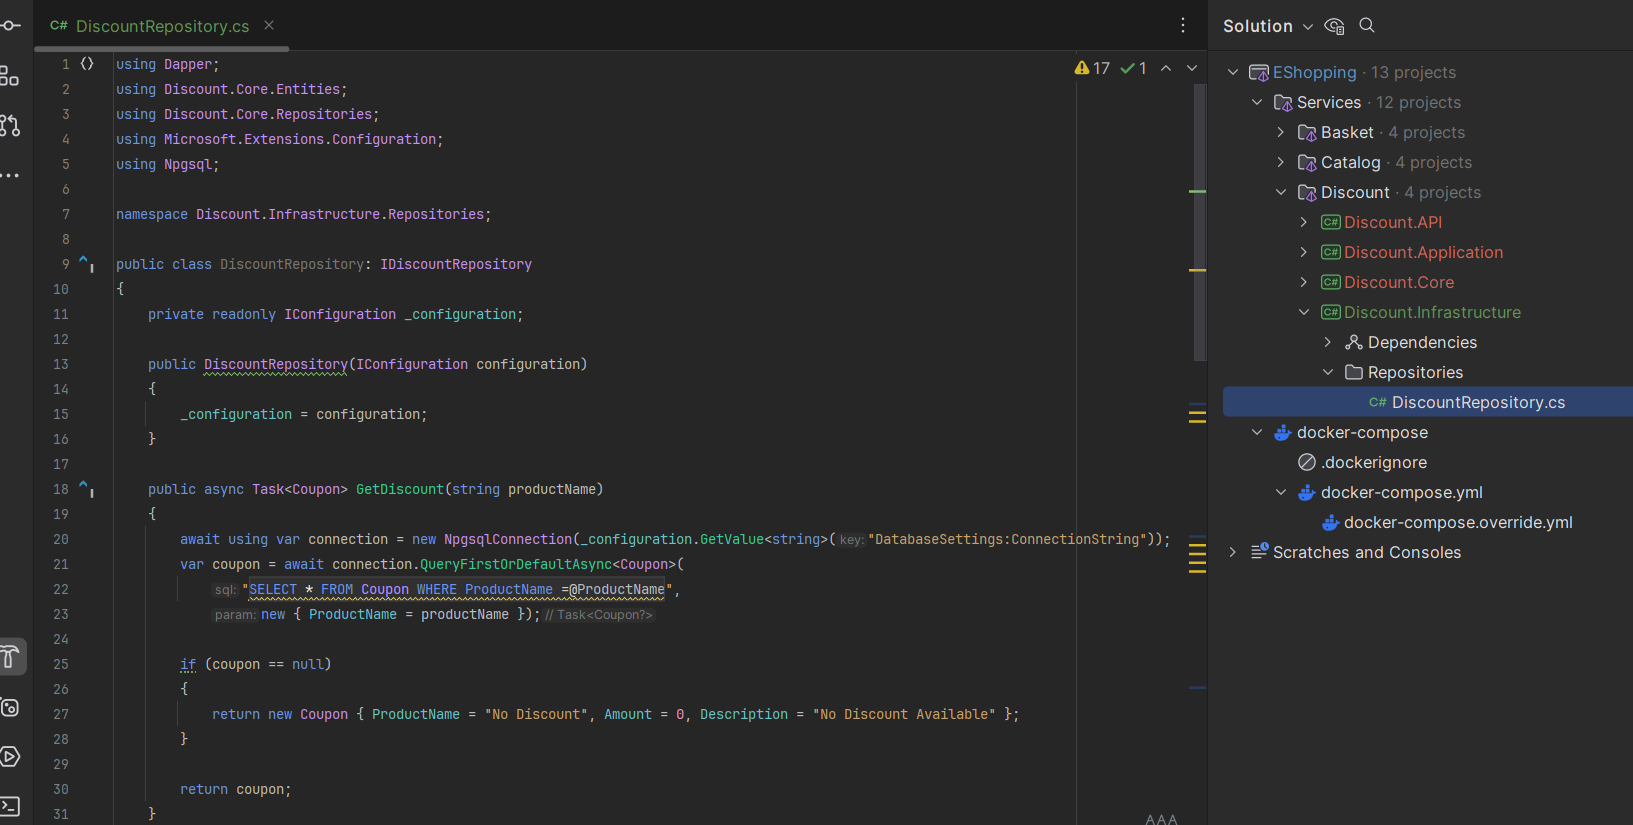 C# DiscountRepository.cs
Solution
1 using Dapper;
17 1
2 using Discount.Core.Entities;
3 using Discount.Core.Repositories;
4 using Microsoft.Extensions.Configuration;
5 using Npgsql;
6
7 namespace Discount.Infrastructure.Repositories;
8
9 public class DiscountRepository: IDiscountRepository
10 {
11 private readonly IConfiguration _configuration;
12
13 public DiscountRepository(IConfiguration configuration)
14 {
15 _configuration = configuration;
16 }
17
18 public async Task<Coupon> GetDiscount(string productName)
19 {
20 await using var connection = new NpgsqlConnection(_configuration.GetValue<string>( key: "DatabaseSettings:ConnectionString"));
21 var coupon = await connection.QueryFirstOrDefaultAsync<Coupon>(
22 sql: "SELECT * FROM Coupon WHERE ProductName =@ProductName",
23 param: new { ProductName = productName }); // Task<Coupon?>
24
25 if (coupon == null)
26 {
27 return new Coupon { ProductName = "No Discount", Amount = 0, Description = "No Discount Available" };
28 }
29
30 return coupon;
31 }
AAA
EShopping · 13 projects
Services · 12 projects
Basket · 4 projects
Catalog · 4 projects
Discount · 4 projects
C# Discount.API
C# Discount.Application
C# Discount.Core
C# Discount.Infrastructure
Dependencies
Repositories
C# DiscountRepository.cs
docker-compose
.dockerignore
docker-compose.yml
docker-compose.override.yml
Scratches and Consoles